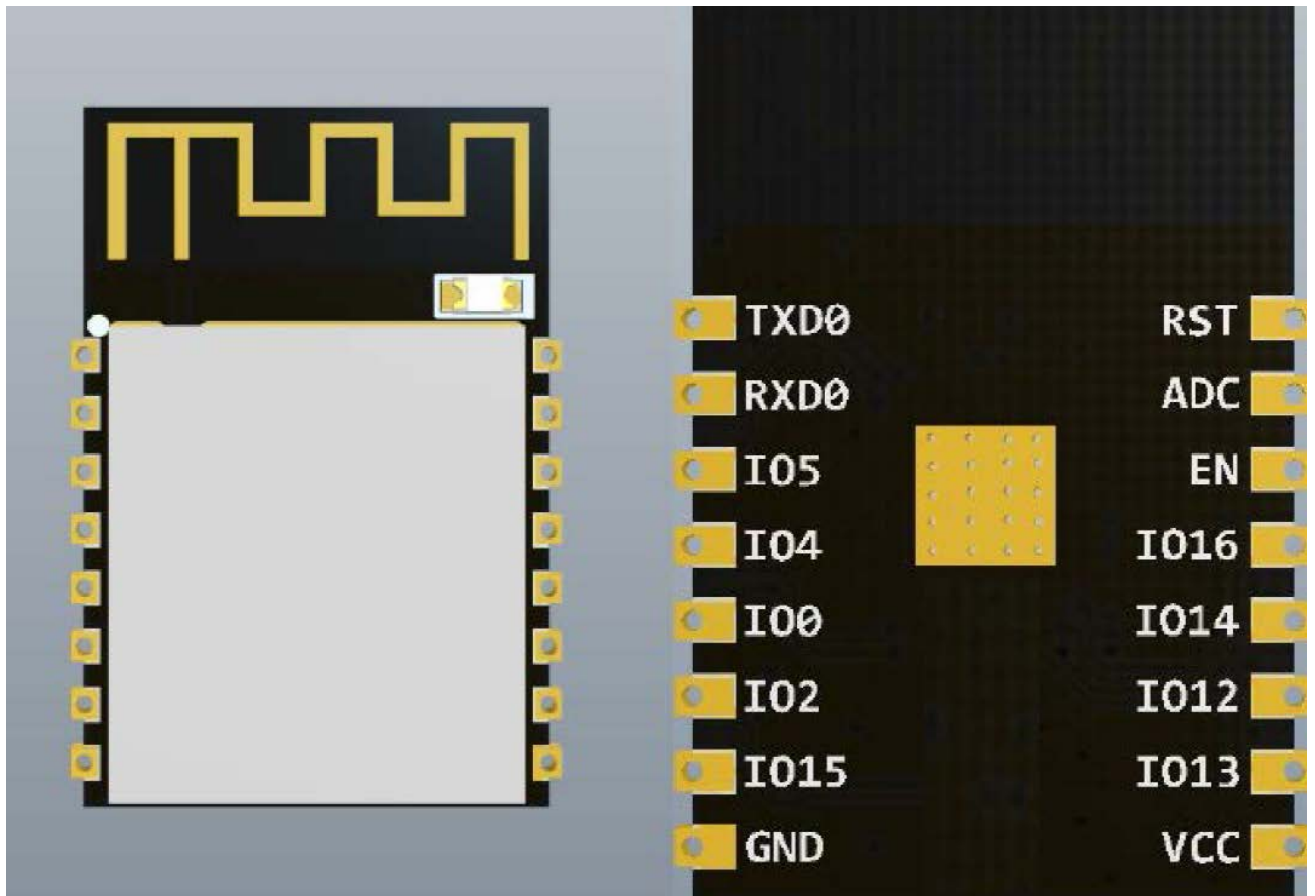 TXD0 RST
RXD0 ADC
IO5 EN
IO4 IO16
IO0 IO14
IO2 IO12
IO15 IO13
GND VCC